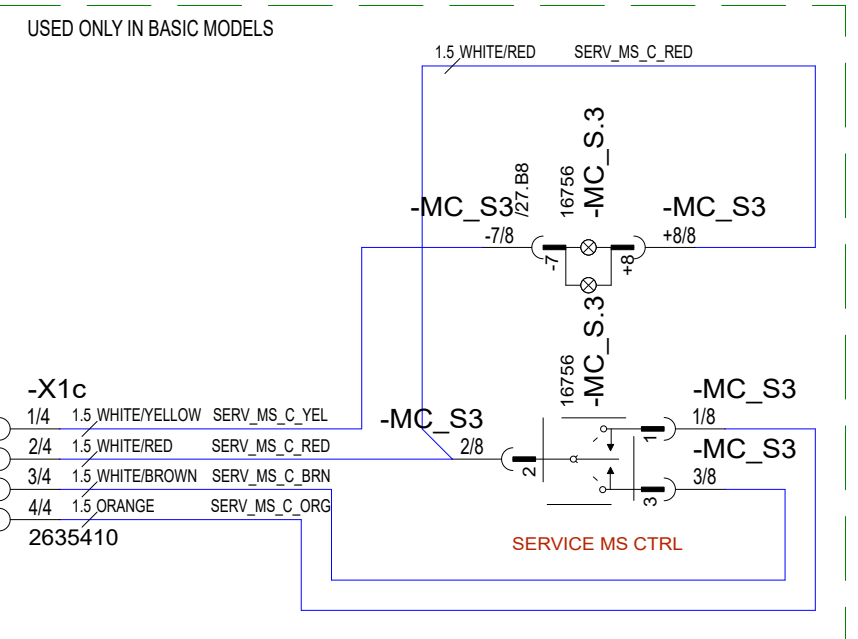 USED ONLY IN BASIC MODELS
1.5 WHITE/RED SERV_MS_C_RED
-MC_S3 /27.B8 16756 -MC_S.3 -MC_S3
-7/8 +8/8
-7 +8
16756 -MC_S.3
-X1c
1/4 1.5 WHITE/YELLOW SERV_MS_C_YEL
2/4 1.5 WHITE/RED SERV_MS_C_RED
3/4 1.5 WHITE/BROWN SERV_MS_C_BRN
4/4 1.5 ORANGE SERV_MS_C_ORG
2635410
-MC_S3
2/8
2
-MC_S3
1/8
1
-MC_S3
3/8
3
SERVICE MS CTRL